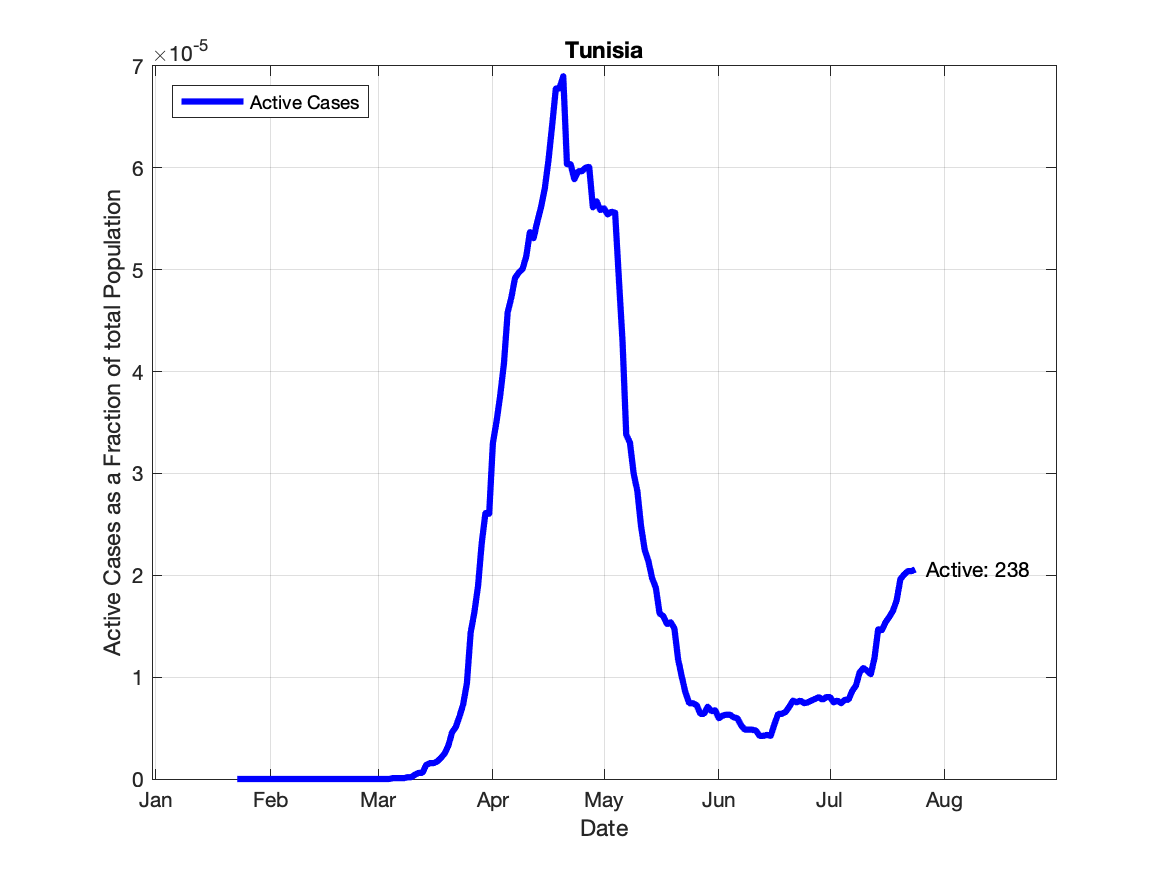 Tunisia
×10-5
Active Cases
7
6
5
4
3
2
1
0
Active Cases as a Fraction of total Population
Active: 238
Jan Feb Mar Apr May Jun Jul Aug
Date